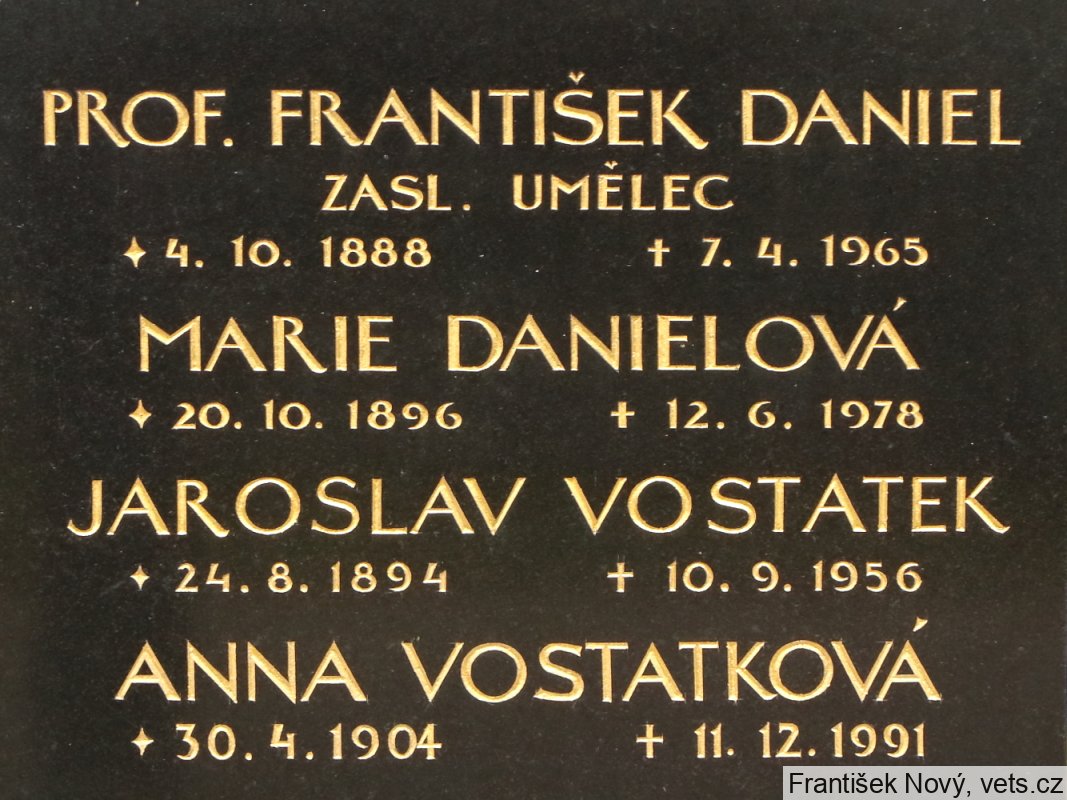 PROF. FRANTIŠEK DANIEL
ZASL. UMĚLEC
✦ 4. 10. 1888 † 7. 4. 1965
MARIE DANIELOVÁ
✦ 20. 10. 1896 † 12. 6. 1978
JAROSLAV VOSTATEK
✦ 24. 8. 1894 † 10. 9. 1956
ANNA VOSTATKOVÁ
✦ 30. 4. 1904 † 11. 12. 1991
František Nový, vets.cz